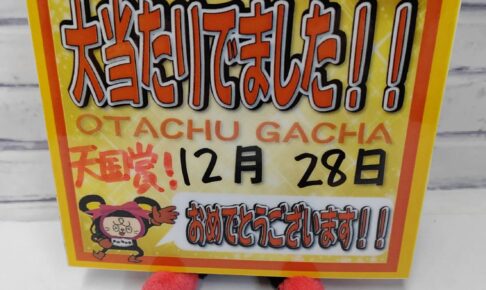 大当たりでました!!
OTACHU GACHA
天国賞! 12月 28日
おめでとうございます!!